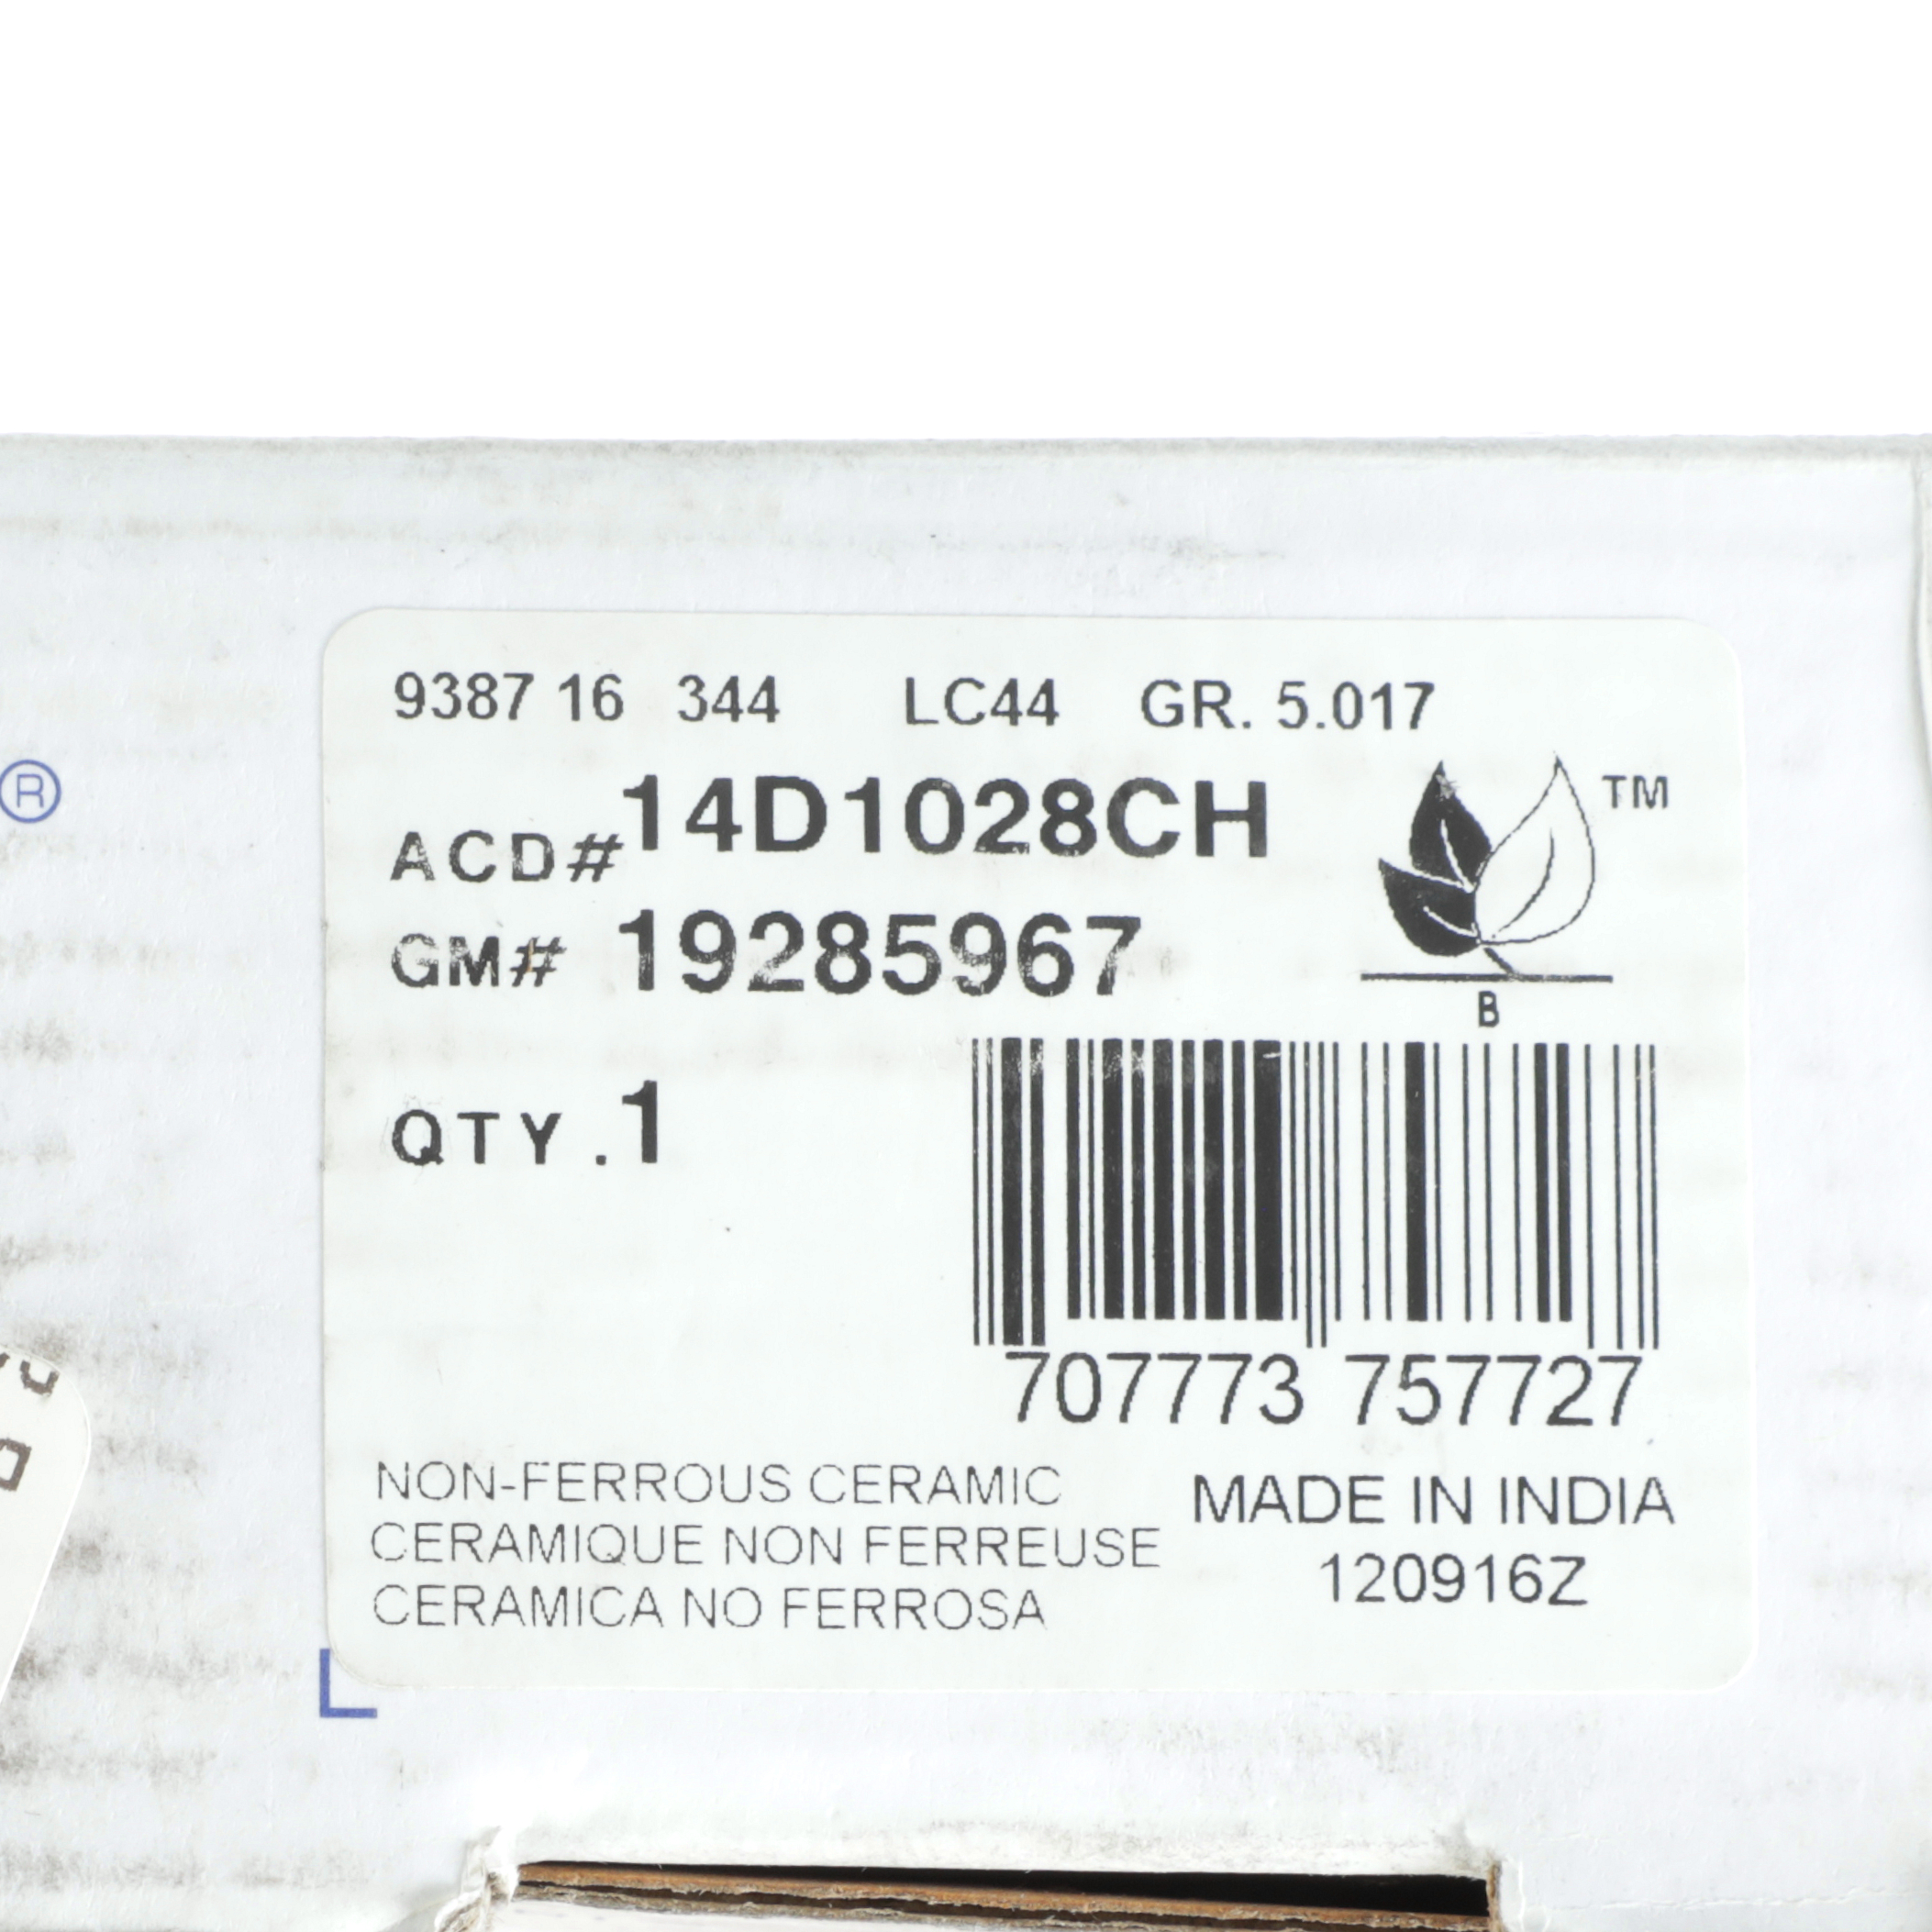 9387 16 344 LC44 GR. 5.017
®
ACD# 14D1028CH
TM
GM# 19285967
B
QTY . 1
707773 757727
NON-FERROUS CERAMIC
CERAMIQUE NON FERREUSE
CERAMICA NO FERROSA
MADE IN INDIA
120916Z